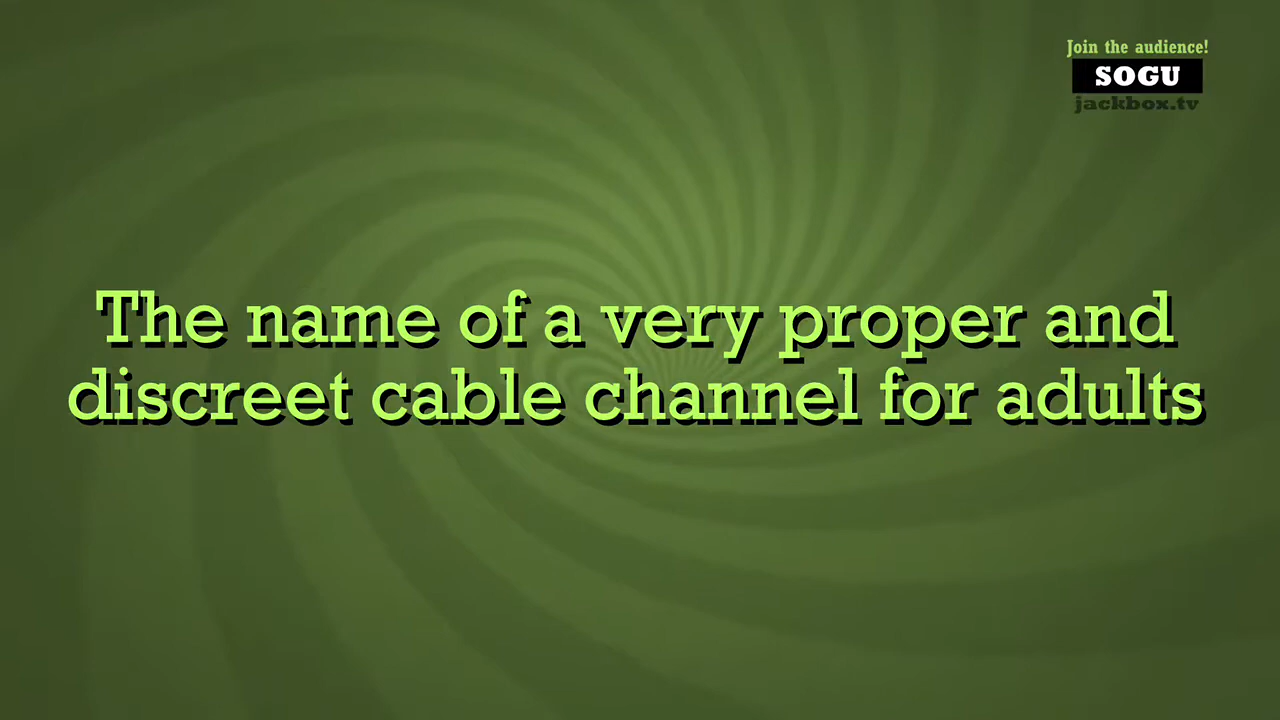 Join the audience!
SOGU
jackbox.tv
The name of a very proper and
discreet cable channel for adults